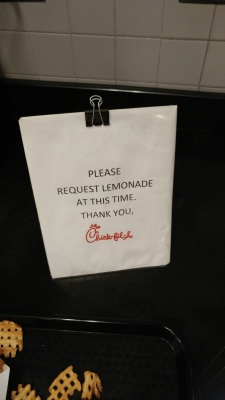 PLEASE
REQUEST LEMONADE
AT THIS TIME.
THANK YOU,
Chick-fil-A